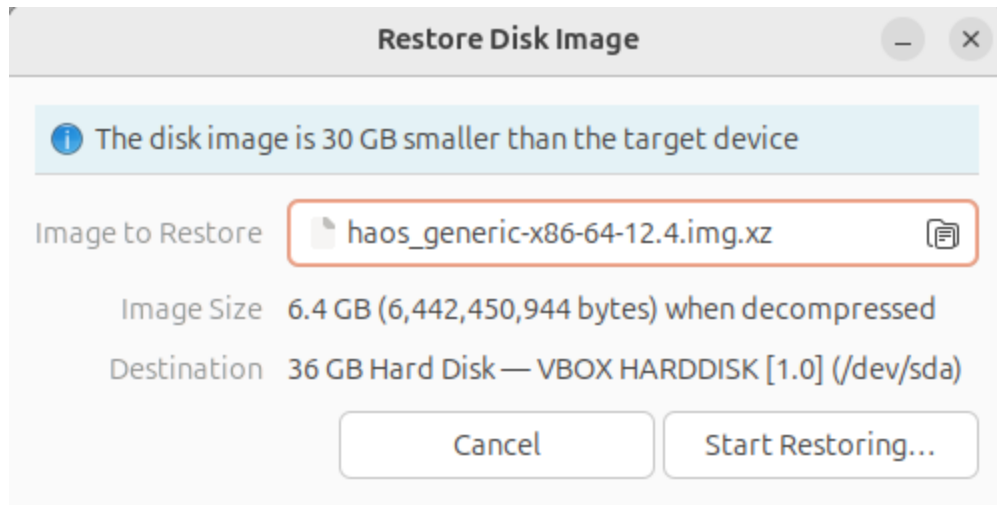 Restore Disk Image
The disk image is 30 GB smaller than the target device
Image to Restore haos_generic-x86-64-12.4.img.xz
Image Size 6.4 GB (6,442,450,944 bytes) when decompressed
Destination 36 GB Hard Disk — VBOX HARDDISK [1.0] (/dev/sda)
Cancel Start Restoring…